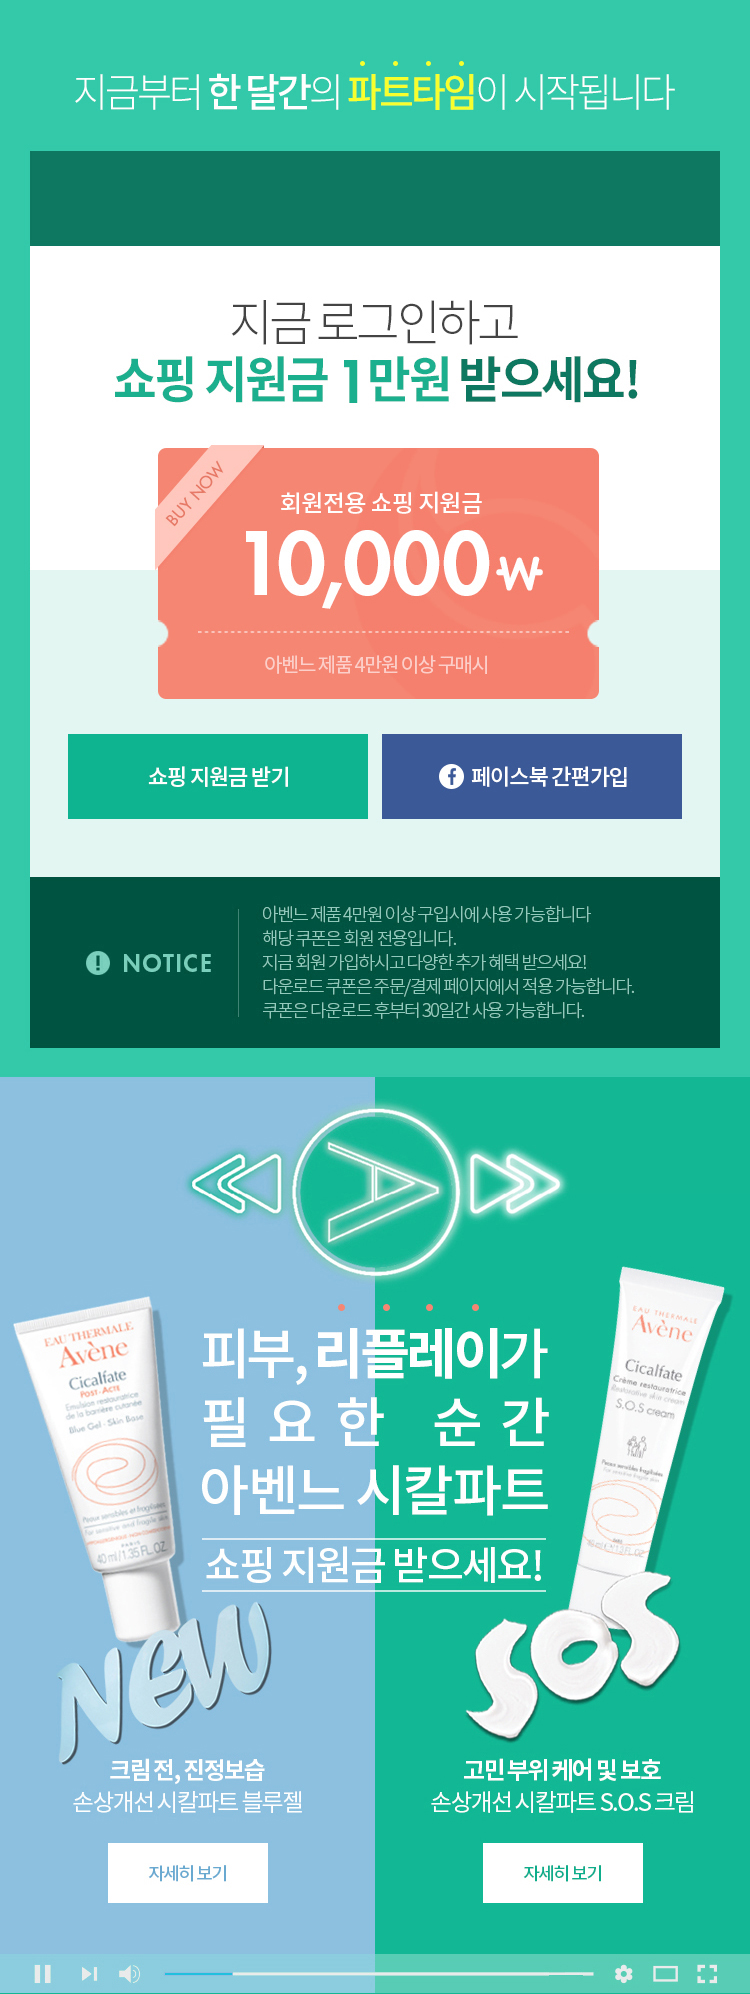 지금부터 한 달간의 파트타임이 시작됩니다
지금 로그인하고
쇼핑 지원금 1만원 받으세요!
BUY NOW
회원전용 쇼핑 지원금
10,000₩
아벤느 제품 4만원 이상 구매시
쇼핑 지원금 받기
페이스북 간편가입
NOTICE
아벤느 제품 4만원 이상 구입시에 사용 가능합니다
해당 쿠폰은 회원 전용입니다.
지금 회원 가입하시고 다양한 추가 혜택 받으세요!
다운로드 쿠폰은 주문/결제 페이지에서 적용 가능합니다.
쿠폰은 다운로드 후부터 30일간 사용 가능합니다.
A
피부, 리플레이가
필요한 순간
아벤느 시칼파트
쇼핑 지원금 받으세요!
EAU THERMALE
Avène
Cicalfate
POST-ACTE
Emulsion restauratrice
de la barrière cutanée
Blue Gel - Skin Base
Peaux sensibles et fragilisées
For sensitive and fragile skin
PARIS
40 ml/1.35 FL.OZ
NEW
크림 전, 진정보습
손상개선 시칼파트 블루젤
자세히 보기
EAU THERMALE
Avène
Cicalfate
Crème restauratrice
Restorative skin cream
S.O.S cream
Peaux sensibles fragilisées
For sensitive fragile skin
SOS
고민 부위 케어 및 보호
손상개선 시칼파트 S.O.S 크림
자세히 보기